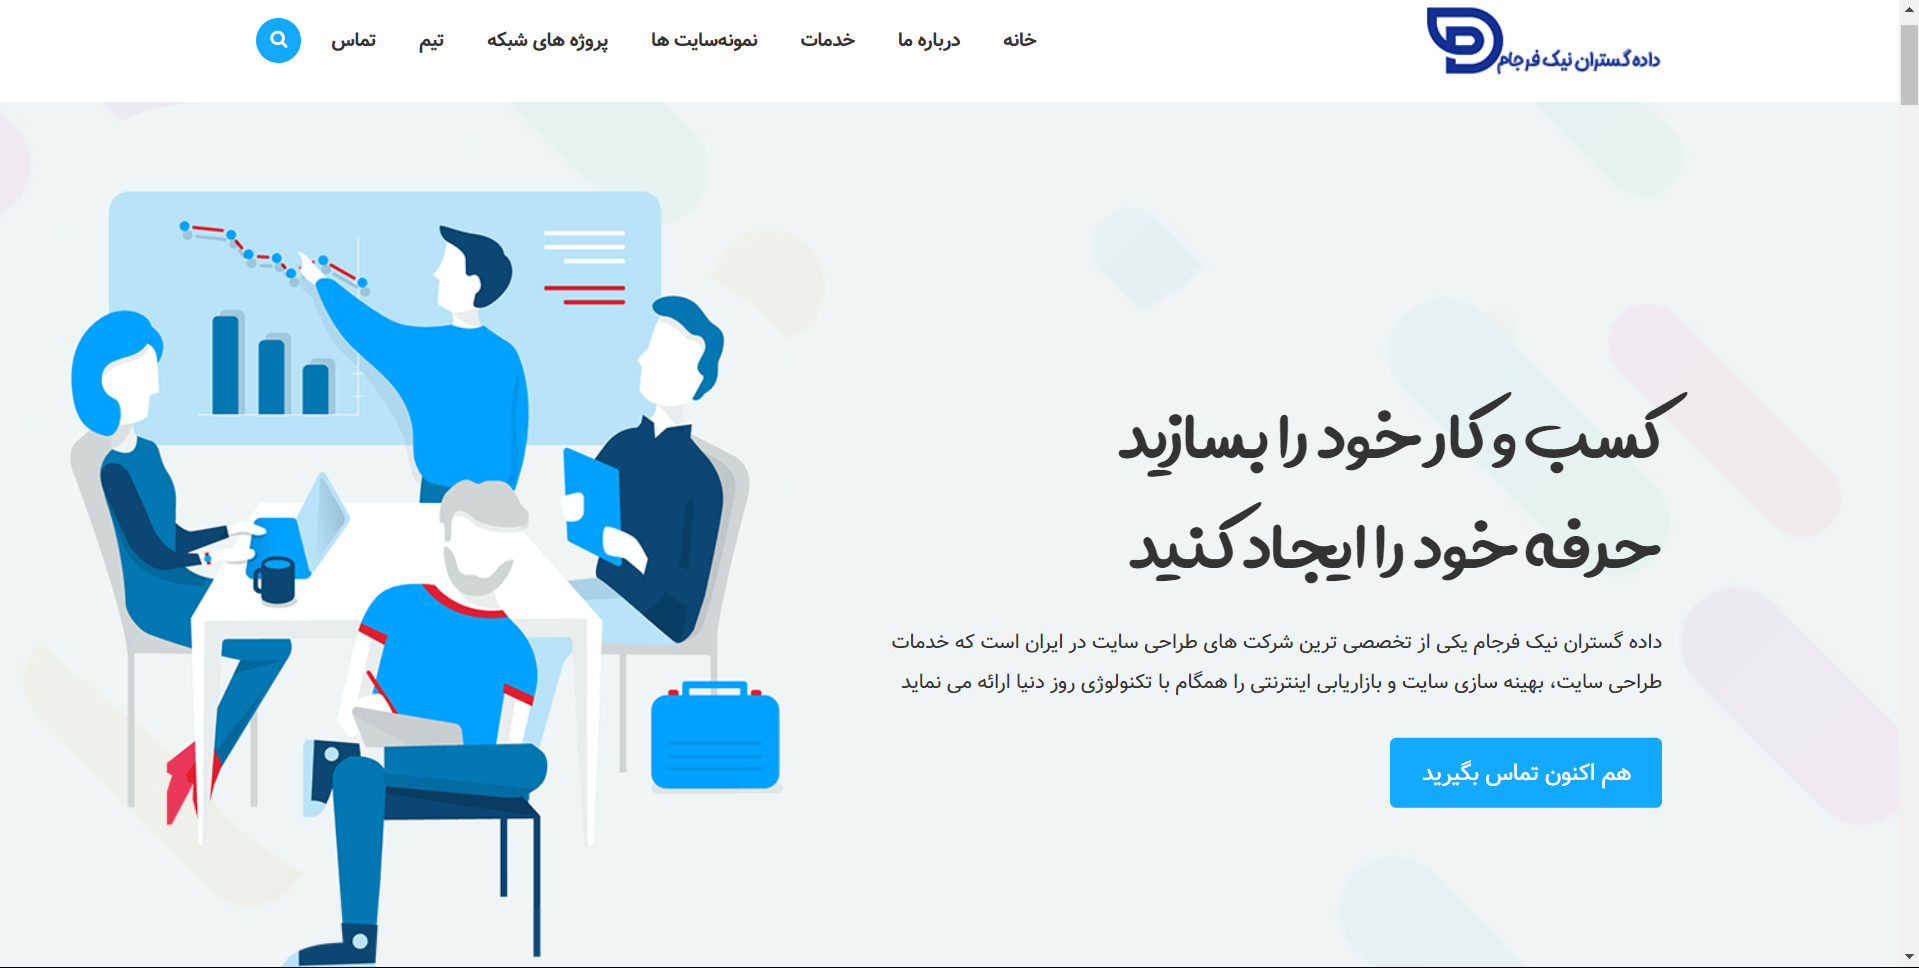 داده گستران نیک فرجام
خانه درباره ما خدمات نمونه‌سایت ها پروژه های شبکه تیم تماس
کسب و کار خود را بسازید
حرفه خود را ایجاد کنید
داده گستران نیک فرجام یکی از تخصصی ترین شرکت های طراحی سایت در ایران است که خدمات
طراحی سایت، بهینه سازی سایت و بازاریابی اینترنتی را همگام با تکنولوژی روز دنیا ارائه می نماید
هم اکنون تماس بگیرید